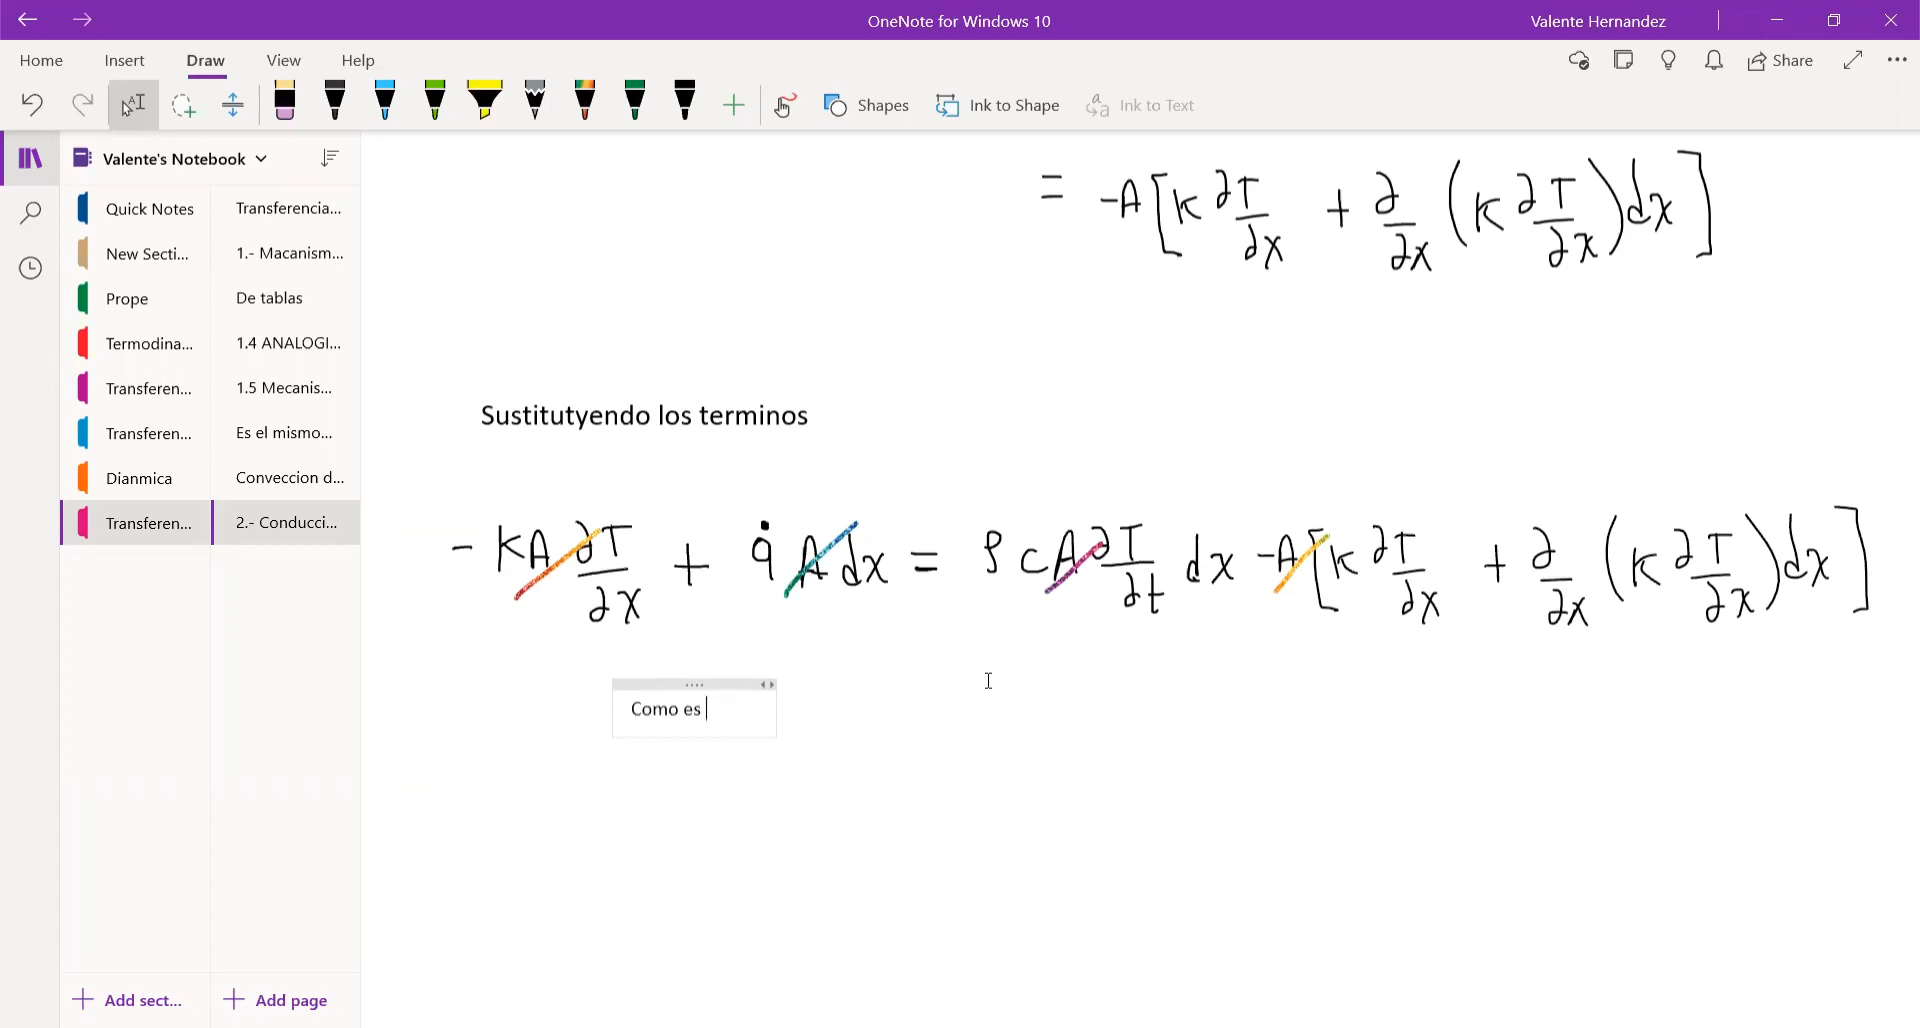 OneNote for Windows 10
Valente Hernandez
Home Insert Draw View Help
Share
Shapes
Ink to Shape
Ink to Text
Valente's Notebook
Quick Notes
New Secti...
Prope
Termodina...
Transferen...
Transferen...
Dianmica
Transferen...
Transferencia...
1.- Macanism...
De tablas
1.4 ANALOGI...
1.5 Mecanis...
Es el mismo...
Conveccion d...
2.- Conducci...
= -A[K ∂T/∂x + ∂/∂x (K ∂T/∂x)dx]
Sustitutyendo los terminos
- KA ∂T/∂x + q̇ A dx = ρ c A ∂T/∂t dx -A[K ∂T/∂x + ∂/∂x (K ∂T/∂x)dx]
Como es
Add sect...
Add page